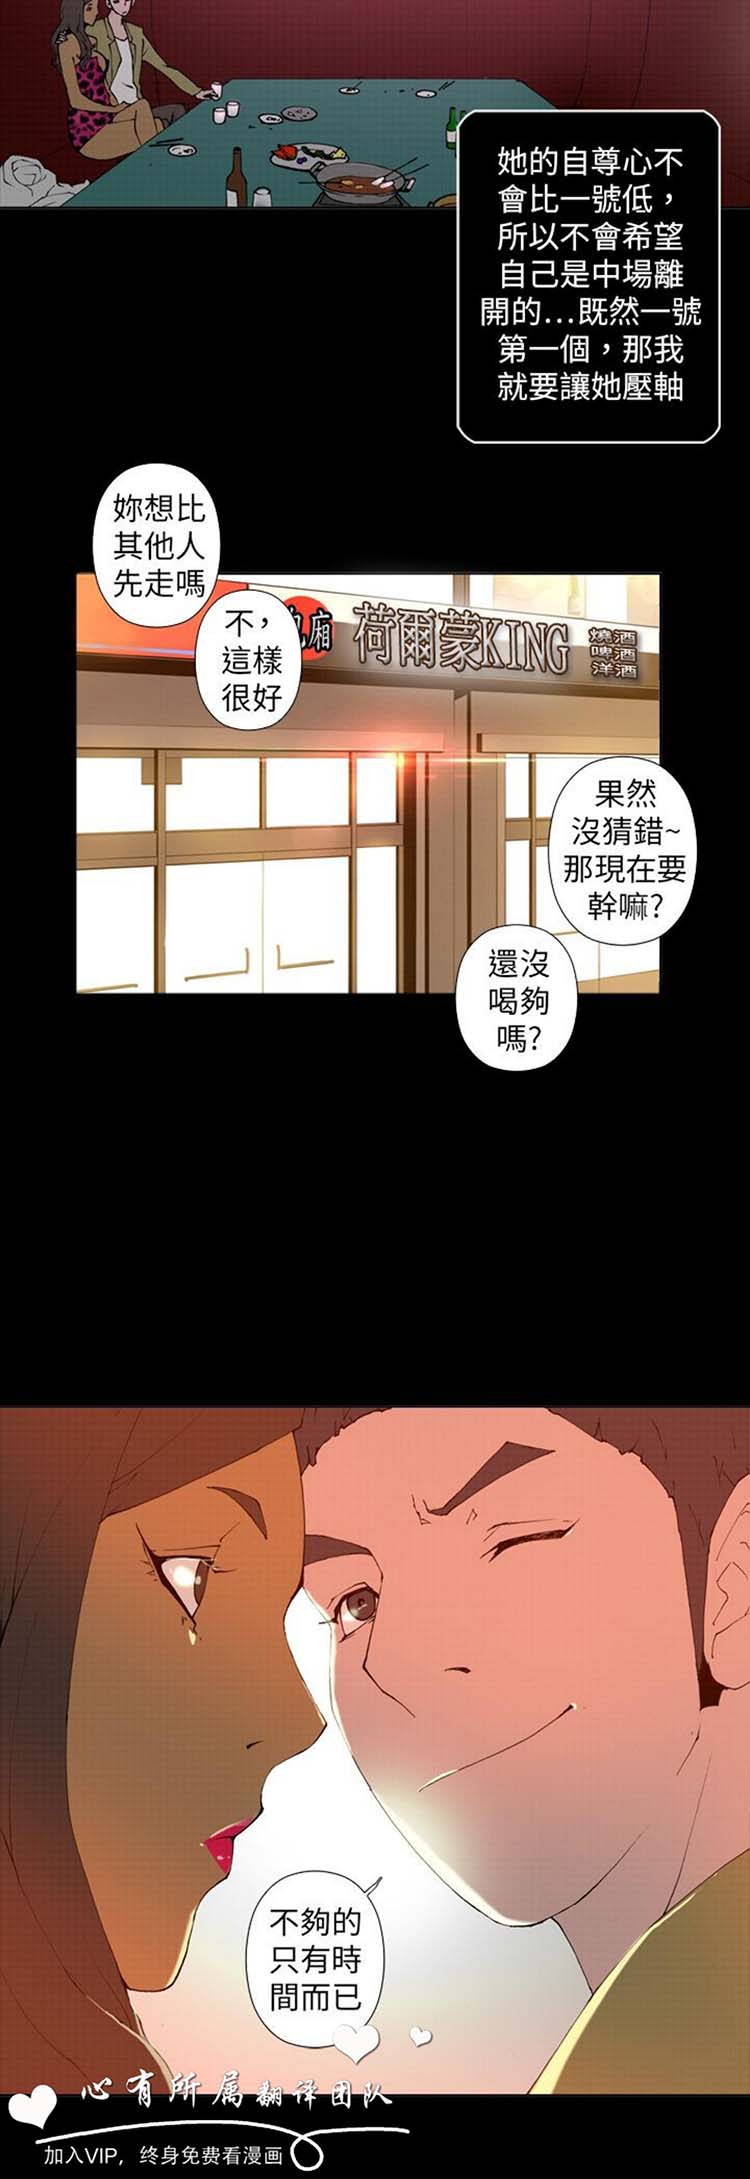 她的自尊心不
會比一號低，
所以不會希望
自己是中場離
開的...既然一號
第一個，那我
就要讓她壓軸
妳想比
其他人
先走嗎
不，
這樣
很好
廂
荷爾蒙KING
燒酒
啤酒
洋酒
果然
沒猜錯~
那現在要
幹嘛?
還沒
喝夠
嗎?
不夠的
只有時
間而已
心有所属翻译团队
加入VIP，终身免费看漫画